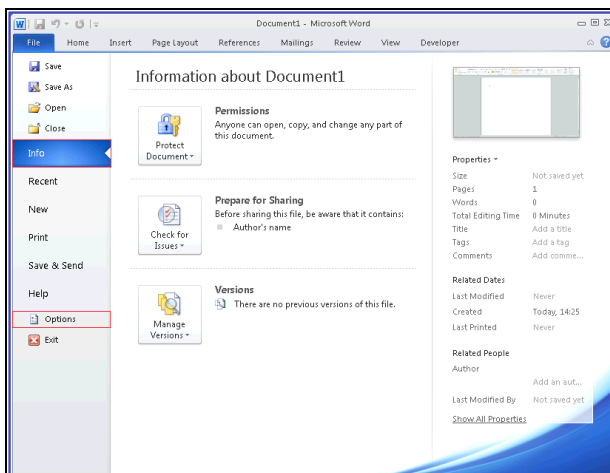 Document1 - Microsoft Word
File Home Insert Page Layout References Mailings Review View Developer
Save
Save As
Open
Close
Info
Recent
New
Print
Save & Send
Help
Options
Exit
Information about Document1
Protect
Document
Permissions
Anyone can open, copy, and change any part of
this document.
Check for
Issues
Prepare for Sharing
Before sharing this file, be aware that it contains:
Author's name
Manage
Versions
Versions
There are no previous versions of this file.
Properties
Size Not saved yet
Pages 1
Words 0
Total Editing Time 0 Minutes
Title Add a title
Tags Add a tag
Comments Add comme...
Related Dates
Last Modified Never
Created Today, 14:25
Last Printed Never
Related People
Author
Add an aut...
Last Modified By Not saved yet
Show All Properties